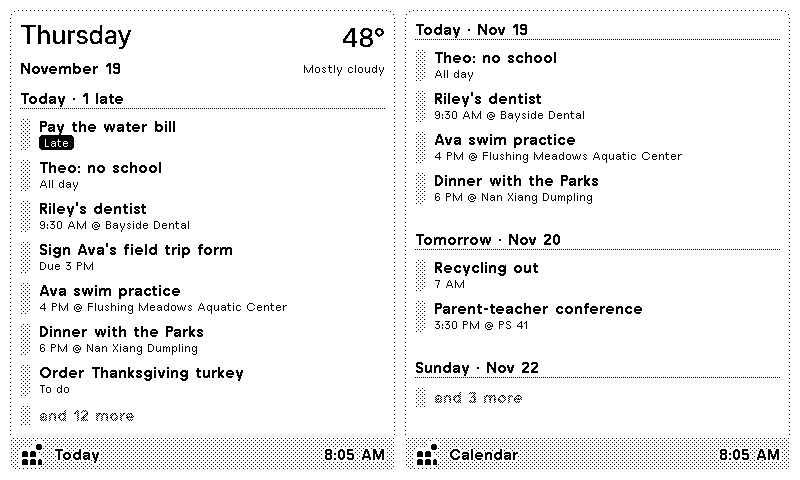 Thursday
48°
November 19
Mostly cloudy
Today · 1 late
Pay the water bill
Late
Theo: no school
All day
Riley's dentist
9:30 AM @ Bayside Dental
Sign Ava's field trip form
Due 3 PM
Ava swim practice
4 PM @ Flushing Meadows Aquatic Center
Dinner with the Parks
6 PM @ Nan Xiang Dumpling
Order Thanksgiving turkey
To do
and 12 more
Today
8:05 AM
Today · Nov 19
Theo: no school
All day
Riley's dentist
9:30 AM @ Bayside Dental
Ava swim practice
4 PM @ Flushing Meadows Aquatic Center
Dinner with the Parks
6 PM @ Nan Xiang Dumpling
Tomorrow · Nov 20
Recycling out
7 AM
Parent-teacher conference
3:30 PM @ PS 41
Sunday · Nov 22
and 3 more
Calendar
8:05 AM